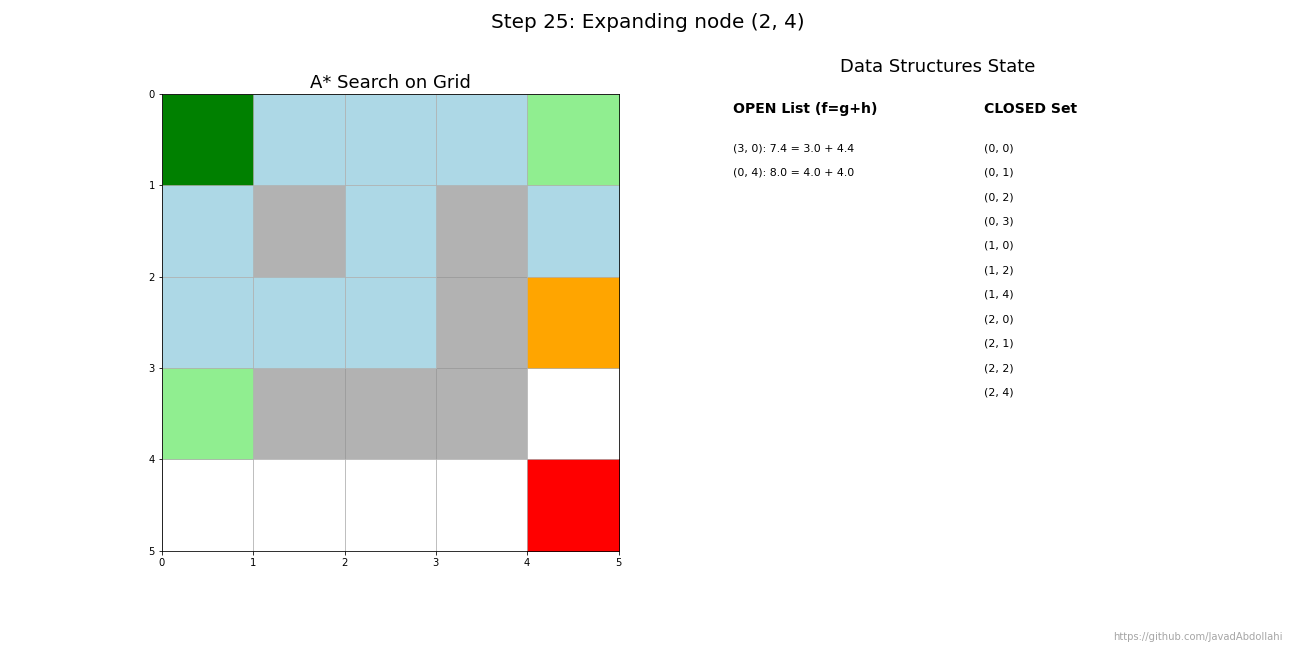 Step 25: Expanding node (2, 4)
A* Search on Grid
0
1
2
3
4
5
0 1 2 3 4 5
Data Structures State
OPEN List (f=g+h)
(3, 0): 7.4 = 3.0 + 4.4
(0, 4): 8.0 = 4.0 + 4.0
CLOSED Set
(0, 0)
(0, 1)
(0, 2)
(0, 3)
(1, 0)
(1, 2)
(1, 4)
(2, 0)
(2, 1)
(2, 2)
(2, 4)
https://github.com/JavadAbdollahi